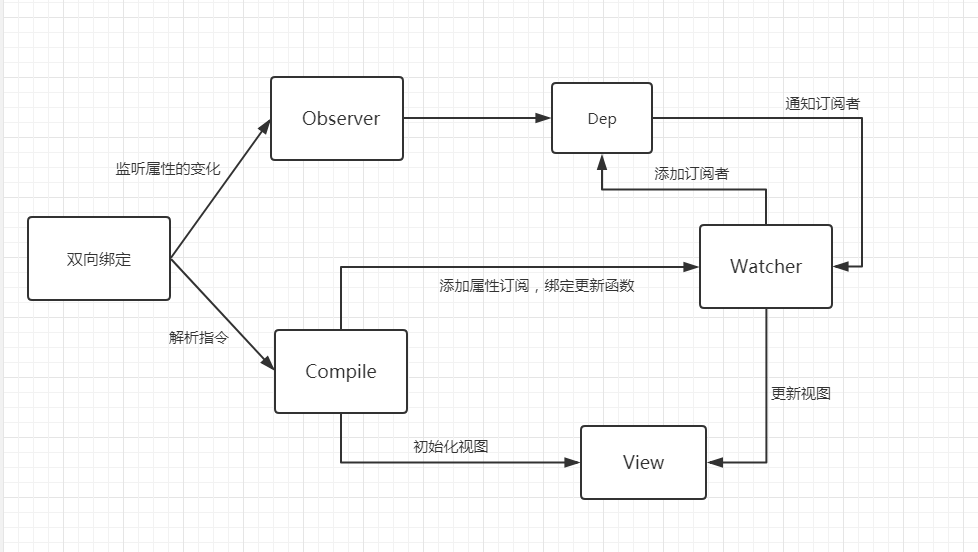 通知订阅者
Observer
Dep
监听属性的变化
添加订阅者
双向绑定
Watcher
添加属性订阅，绑定更新函数
解析指令
Compile
更新视图
初始化视图
View